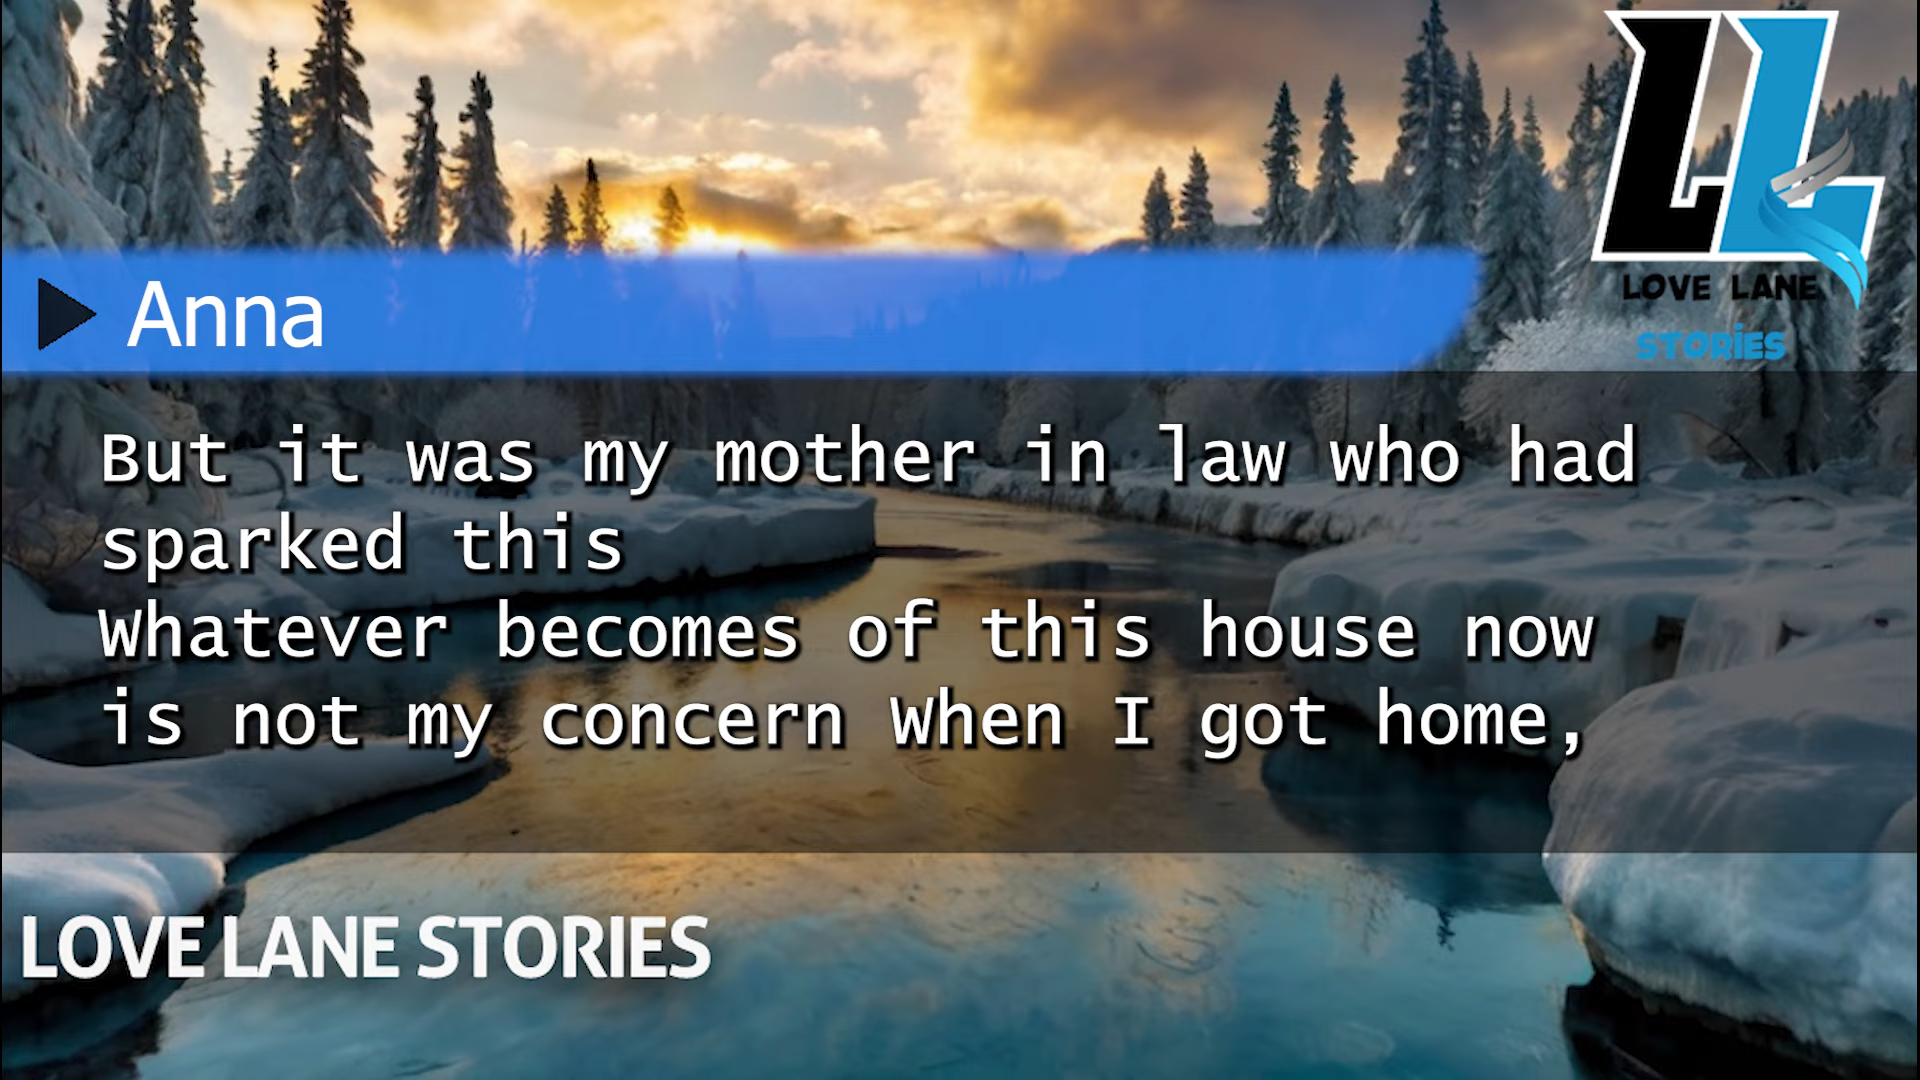 LL
LOVE LANE
STORiES
Anna
But it was my mother in law who had
sparked this
Whatever becomes of this house now
is not my concern When I got home,
LOVE LANE STORIES